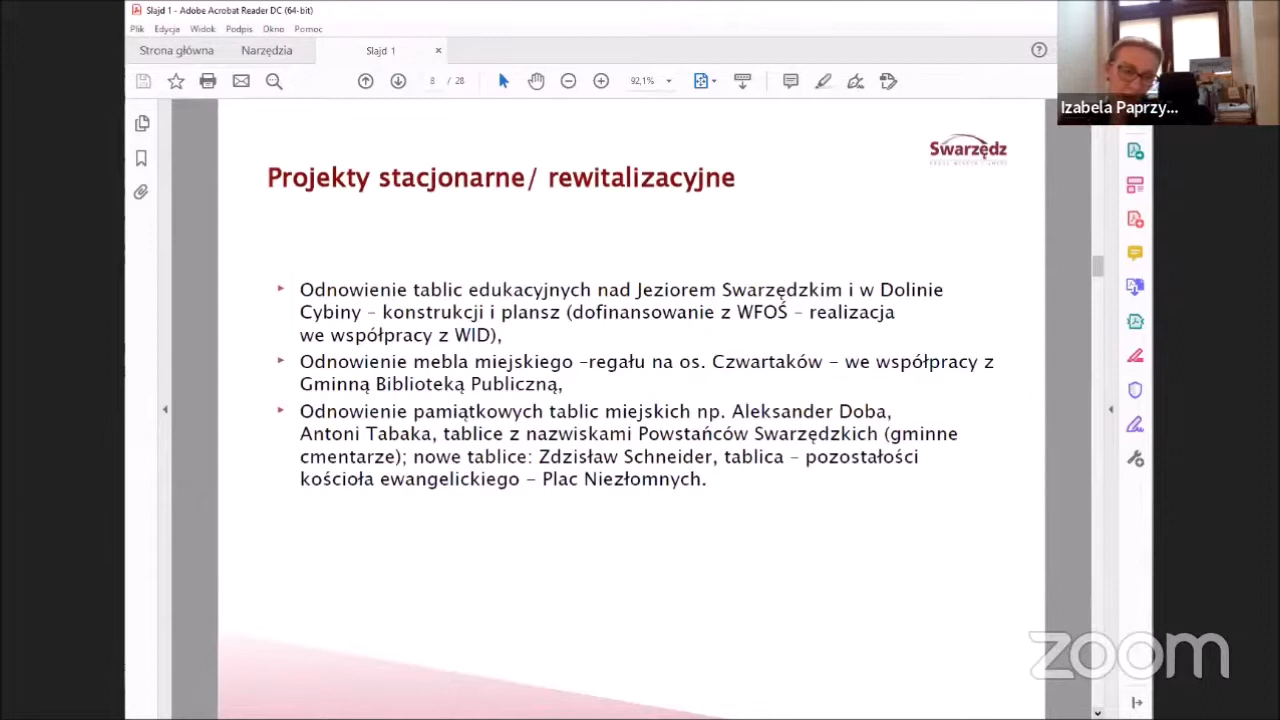 Slajd 1 - Adobe Acrobat Reader DC (64-bit)
Plik Edycja Widok Podpis Okno Pomoc
Strona główna Narzędzia Slajd 1 ×
8 / 28 92,1%
Izabela Paprzy...
Swarzędz
Projekty stacjonarne/ rewitalizacyjne
Odnowienie tablic edukacyjnych nad Jeziorem Swarzędzkim i w Dolinie
Cybiny – konstrukcji i plansz (dofinansowanie z WFOŚ – realizacja
we współpracy z WID),
Odnowienie mebla miejskiego –regału na os. Czwartaków – we współpracy z
Gminną Biblioteką Publiczną,
Odnowienie pamiątkowych tablic miejskich np. Aleksander Doba,
Antoni Tabaka, tablice z nazwiskami Powstańców Swarzędzkich (gminne
cmentarze); nowe tablice: Zdzisław Schneider, tablica – pozostałości
kościoła ewangelickiego – Plac Niezłomnych.
zoom